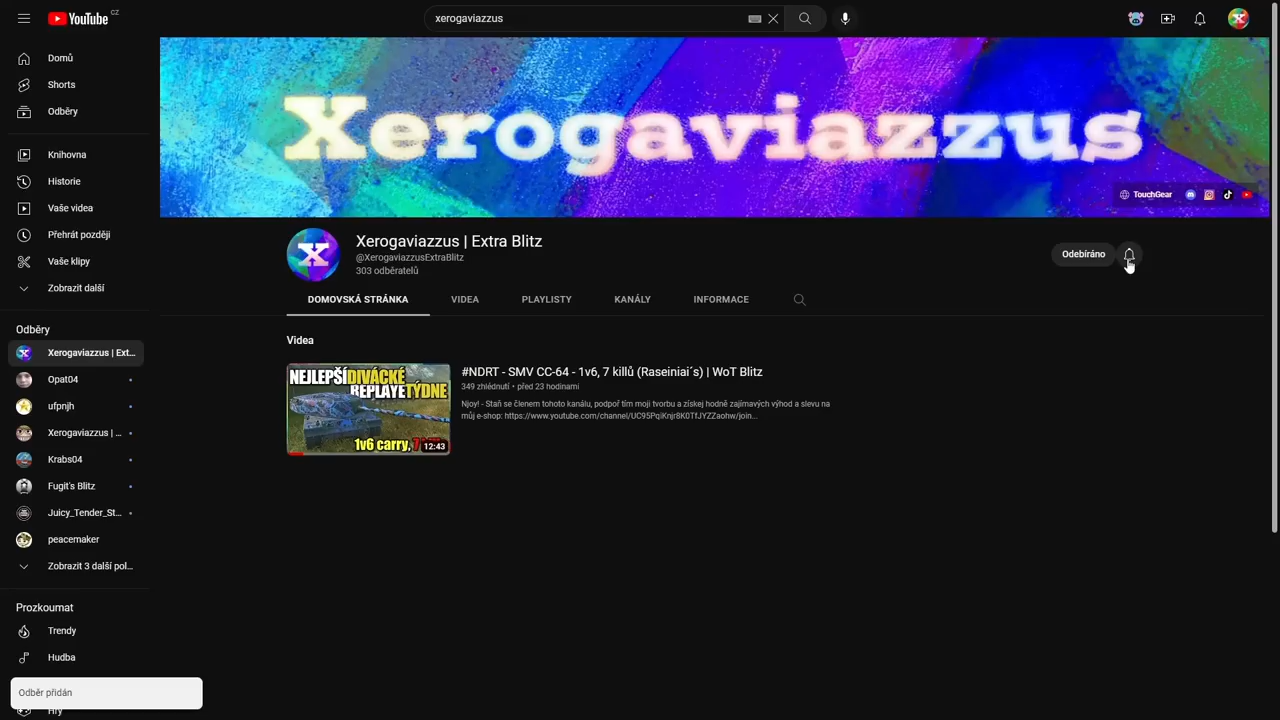 YouTube CZ
xerogaviazzus
Domů
Shorts
Odběry
Knihovna
Historie
Vaše videa
Přehrát později
Vaše klipy
Zobrazit další
Odběry
Xerogaviazzus | Ext...
Opat04
ufpnjh
Xerogaviazzus | ...
Krabs04
Fugit's Blitz
Juicy_Tender_St...
peacemaker
Zobrazit 3 další pol...
Prozkoumat
Trendy
Hudba
Odběr přidán
Hry
Xerogaviazzus
TouchGear
X
Xerogaviazzus | Extra Blitz
@XerogaviazzusExtraBlitz
303 odběratelů
Odebíráno
DOMOVSKÁ STRÁNKA
VIDEA
PLAYLISTY
KANÁLY
INFORMACE
Videa
NEJLEPŠÍ DIVÁCKÉ
REPLAYE TÝDNE
1v6 carry, 7
12:43
#NDRT - SMV CC-64 - 1v6, 7 killů (Raseiniai´s) | WoT Blitz
349 zhlédnutí • před 23 hodinami
Njoy! - Staň se členem tohoto kanálu, podpoř tím moji tvorbu a získej hodně zajímavých výhod a slevu na
můj e-shop: https://www.youtube.com/channel/UC95PqiKnjr8K0TfJYZZaohw/join...